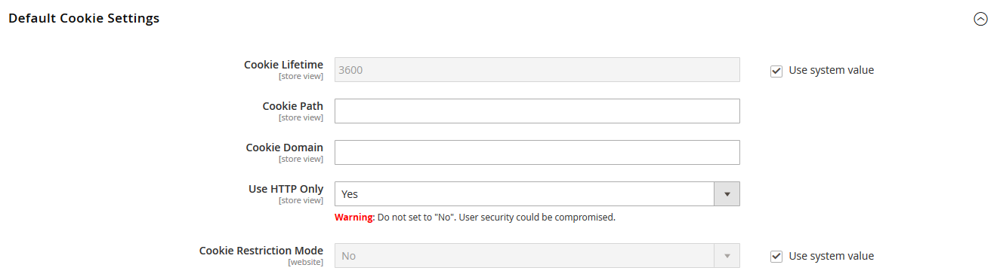 Default Cookie Settings
Cookie Lifetime
[store view]
3600
Use system value
Cookie Path
[store view]
Cookie Domain
[store view]
Use HTTP Only
[store view]
Yes
Warning: Do not set to "No". User security could be compromised.
Cookie Restriction Mode
[website]
No
Use system value